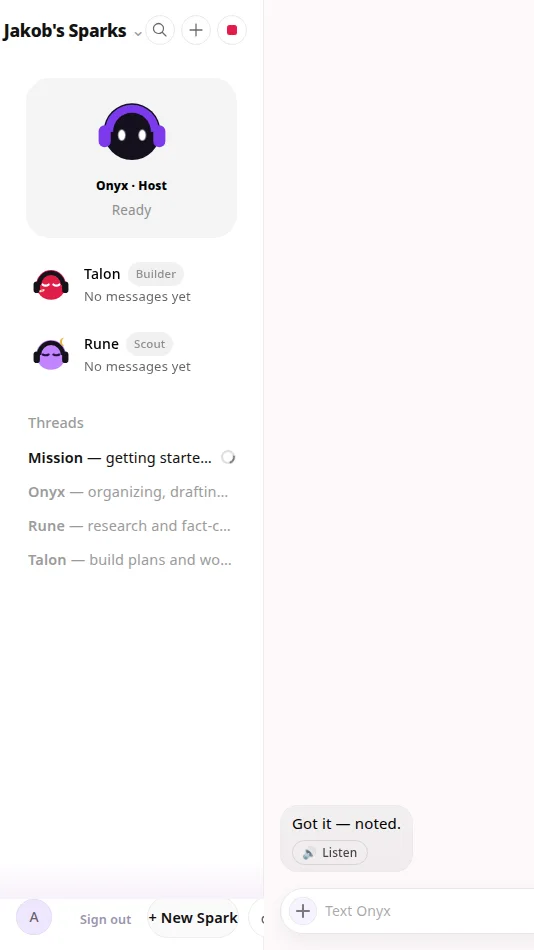 Jakob's Sparks
Onyx · Host
Ready
Talon Builder
No messages yet
Rune Scout
No messages yet
Threads
Mission — getting starte...
Onyx — organizing, draftin...
Rune — research and fact-c...
Talon — build plans and wo...
A Sign out + New Spark
Got it — noted.
Listen
Text Onyx